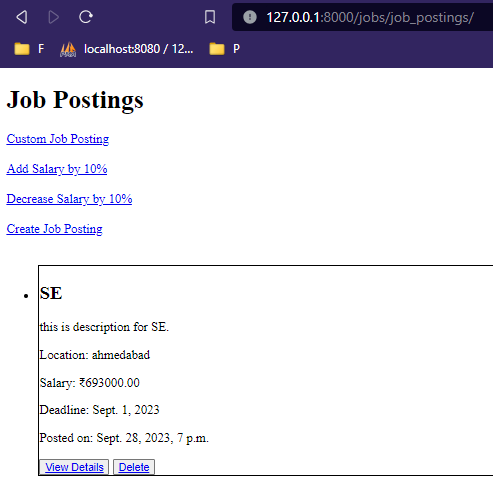 127.0.0.1:8000/jobs/job_postings/
F localhost:8080 / 12... P
Job Postings
Custom Job Posting
Add Salary by 10%
Decrease Salary by 10%
Create Job Posting
SE
this is description for SE.
Location: ahmedabad
Salary: ₹693000.00
Deadline: Sept. 1, 2023
Posted on: Sept. 28, 2023, 7 p.m.
View Details Delete